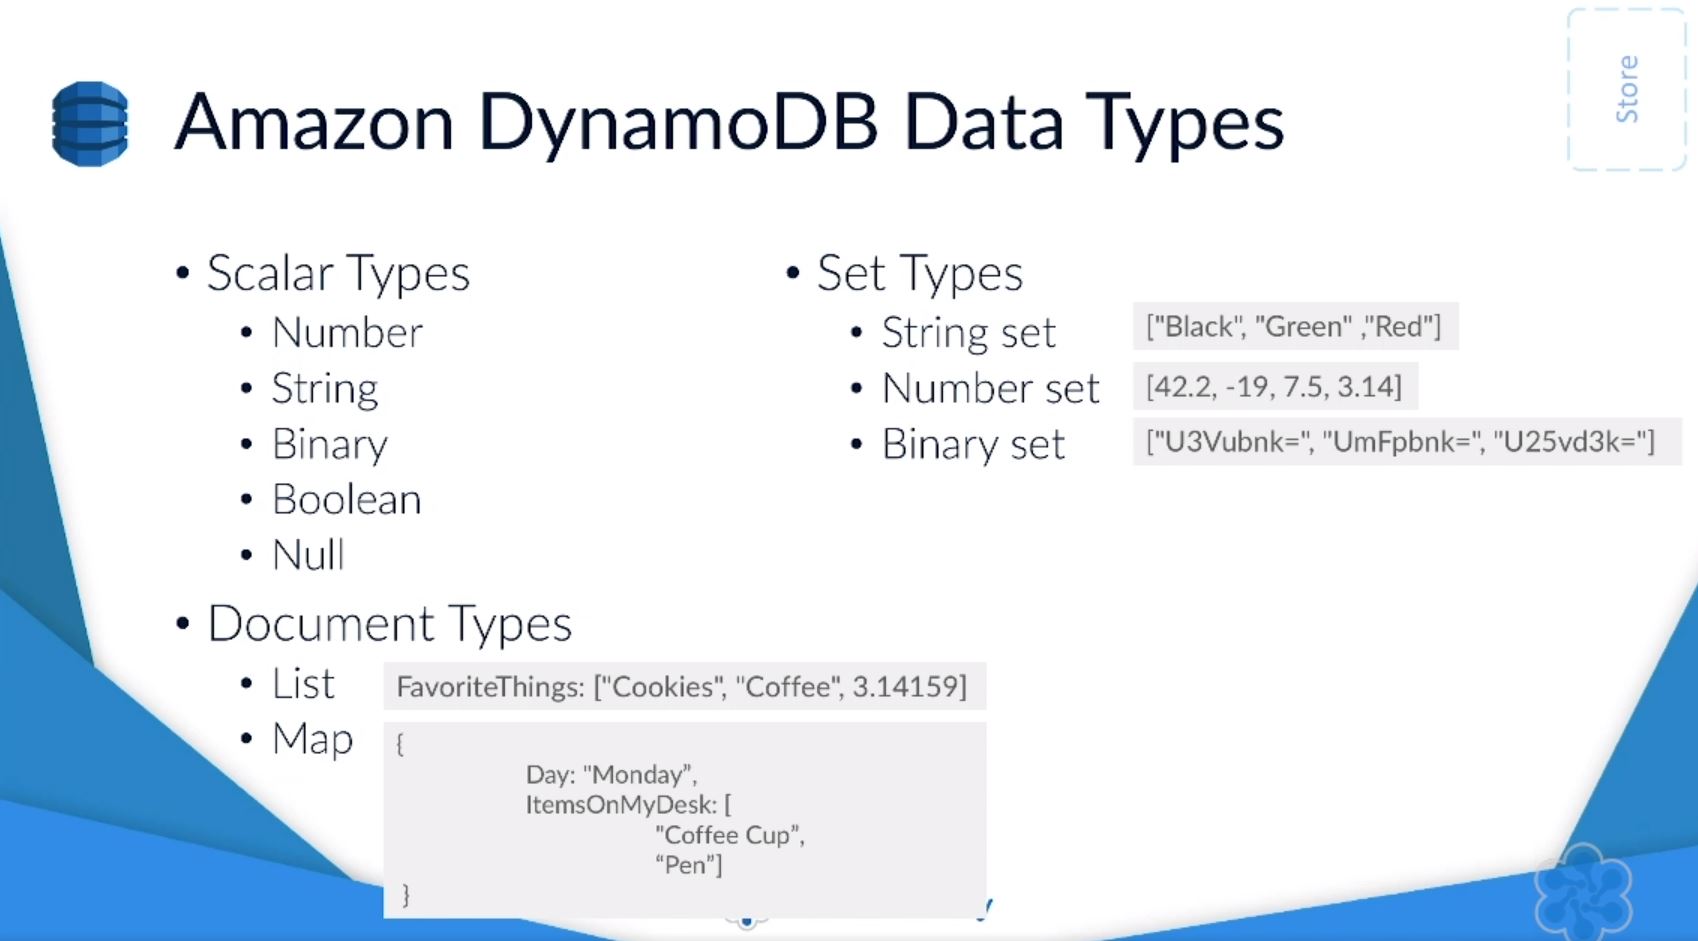 Store
Amazon DynamoDB Data Types
• Scalar Types
• Number
• String
• Binary
• Boolean
• Null
• Document Types
• List
FavoriteThings: ["Cookies", "Coffee", 3.14159]
• Map
{
Day: "Monday”,
ItemsOnMyDesk: [
"Coffee Cup”,
“Pen”]
}
• Set Types
• String set
["Black", "Green" ,"Red"]
• Number set
[42.2, -19, 7.5, 3.14]
• Binary set
["U3Vubnk=", "UmFpbnk=", "U25vd3k="]